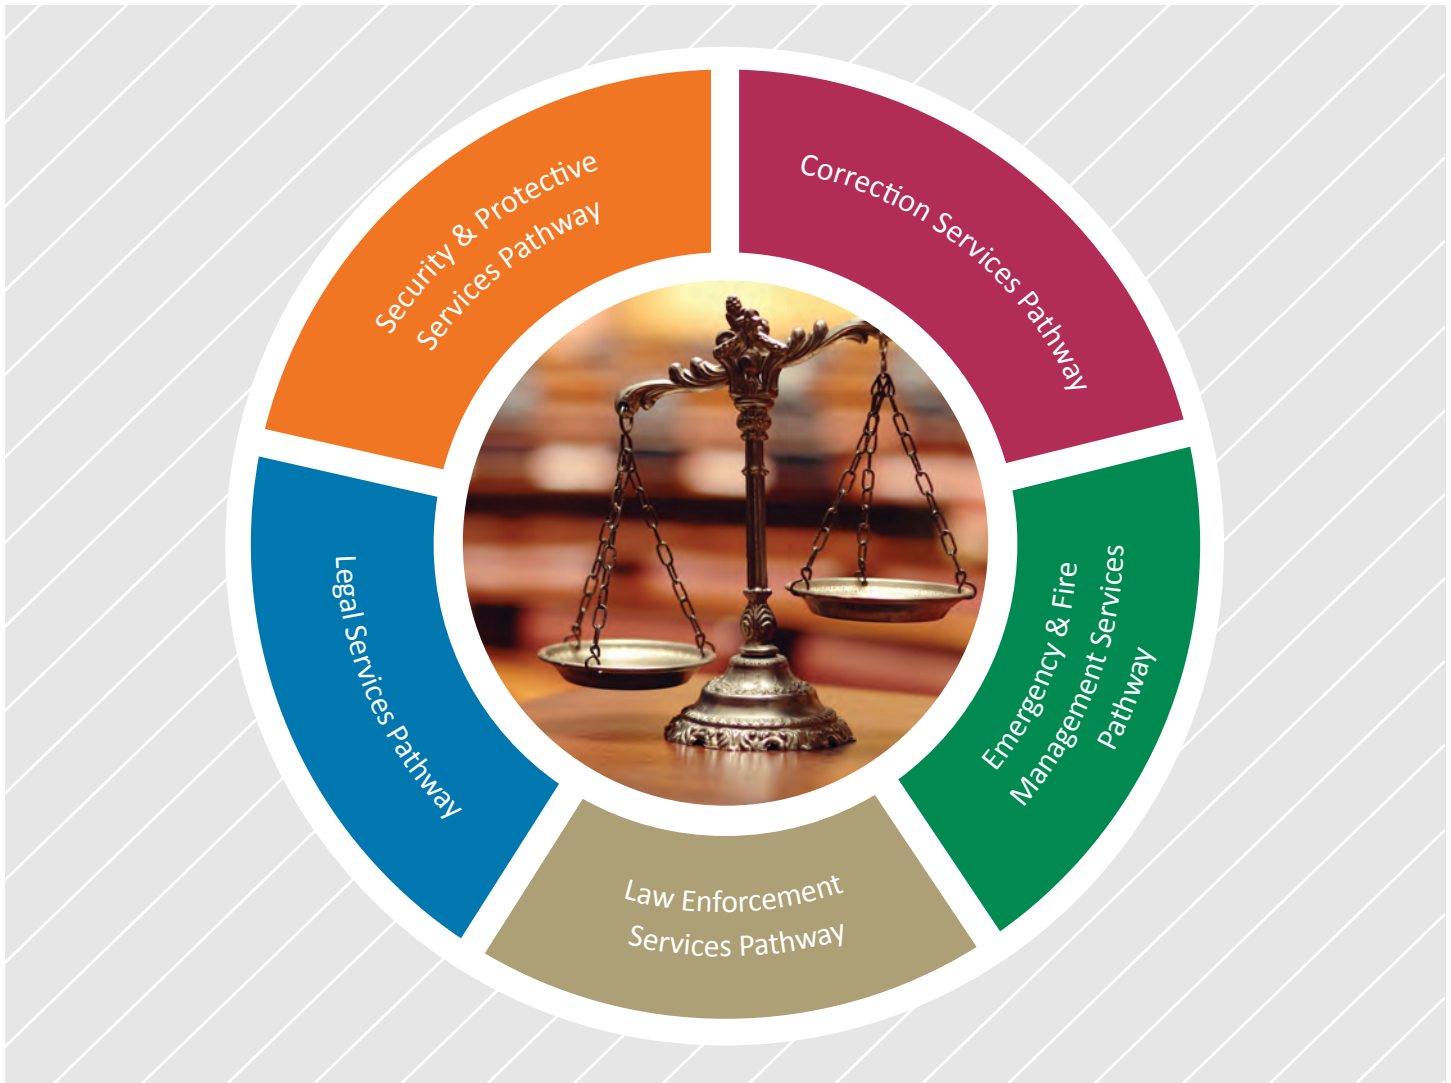 Security & Protective
Services Pathway
Correction Services Pathway
Emergency & Fire
Management Services
Pathway
Law Enforcement
Services Pathway
Legal Services Pathway